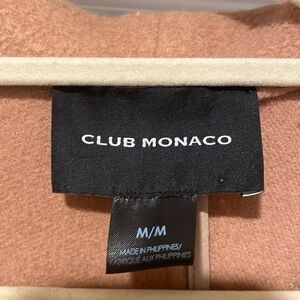 CLUB MONACO
M/M
MADE IN PHILIPPINES/
FABRIQUÉ AUX PHILIPPINES